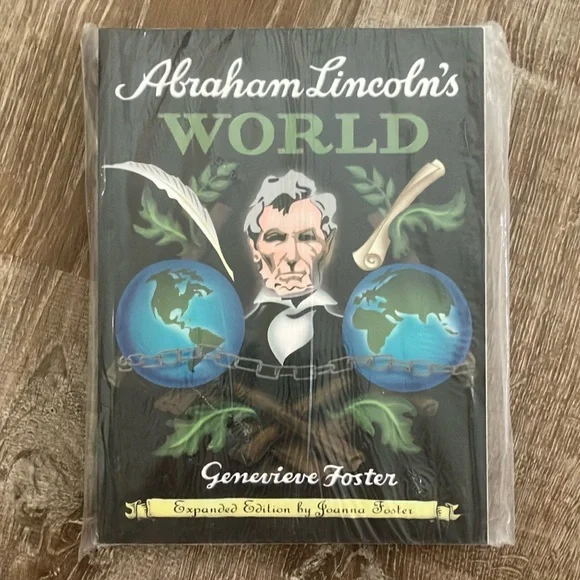 Abraham Lincoln's
WORLD
Genevieve Foster
Expanded Edition by Joanna Foster